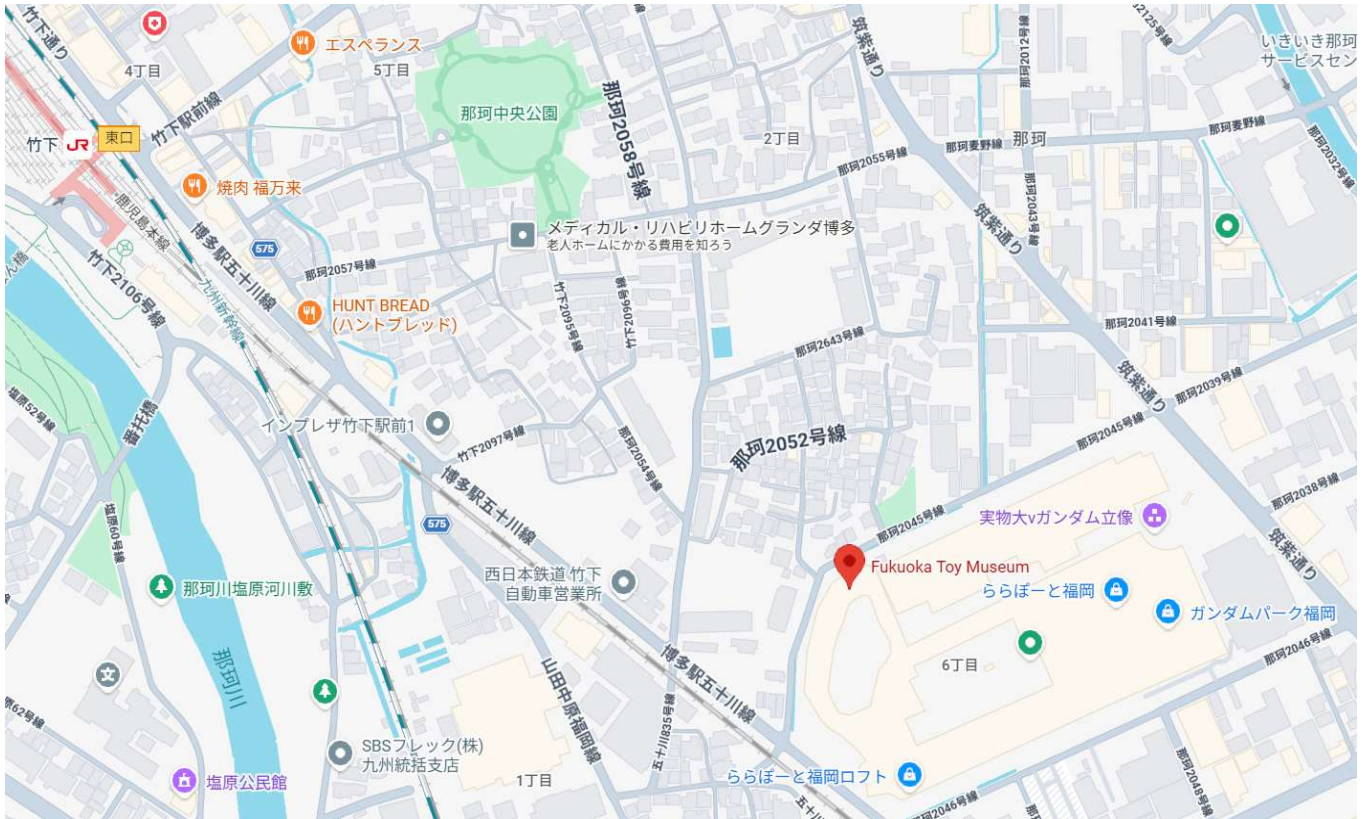 竹下通り
4丁目
エスペランス
5丁目
竹下駅前線
那珂中央公園
那珂2058号線
筑紫通り
那珂2012号線
いきいき那珂
サービスセン
竹下
JR
東口
2丁目
那珂2055号線
那珂麦野線
那珂
那珂麦野線
那珂2032号線
焼肉 福万来
鹿児島本線
博多駅五十川線
575
メディカル・リハビリホームグランダ博多
老人ホームにかかる費用を知ろう
那珂2043号線
筑紫通り
竹下2106号線
那珂2057号線
九州新幹線
HUNT BREAD
(ハントブレッド)
竹下2095号線
竹下2096号線
那珂2643号線
那珂2041号線
塩原52号線
番托橋
インプレザ竹下駅前1
竹下2097号線
那珂2054号線
那珂2052号線
筑紫通り
那珂2039号線
那珂2045号線
博多駅五十川線
575
塩原60号線
那珂2038号線
実物大νガンダム立像
那珂2045号線
筑紫通り
Fukuoka Toy Museum
西日本鉄道 竹下
自動車営業所
那珂川塩原河川敷
ららぽーと福岡
ガンダムパーク福岡
那珂川
文
6丁目
那珂2046号線
博多駅五十川線
山田中原福岡線
五十川835号線
SBSフレック(株)
九州統括支店
塩原公民館
1丁目
ららぽーと福岡ロフト
那珂2046号線
那珂2048号線